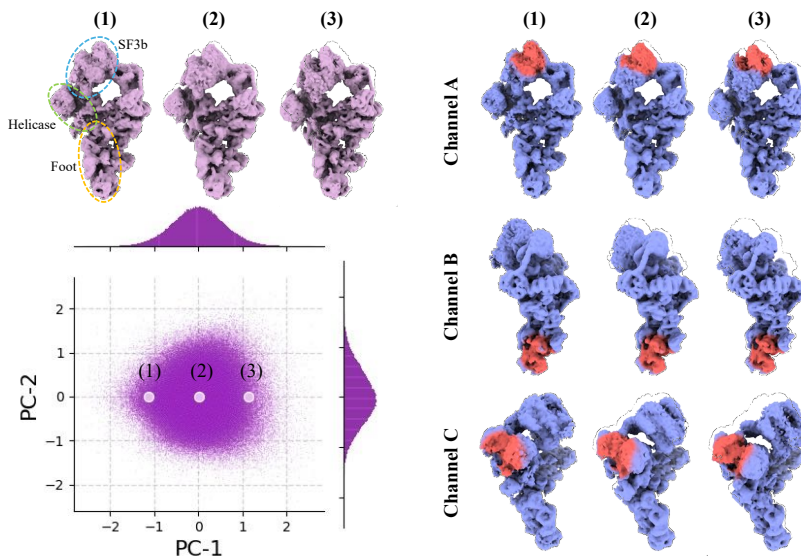 (1) (2) (3)
SF3b
Helicase
Foot
(1) (2) (3)
2
1
0
−1
−2
PC-2
−2 −1 0 1 2
PC-1
(1) (2) (3)
Channel A
Channel B
Channel C